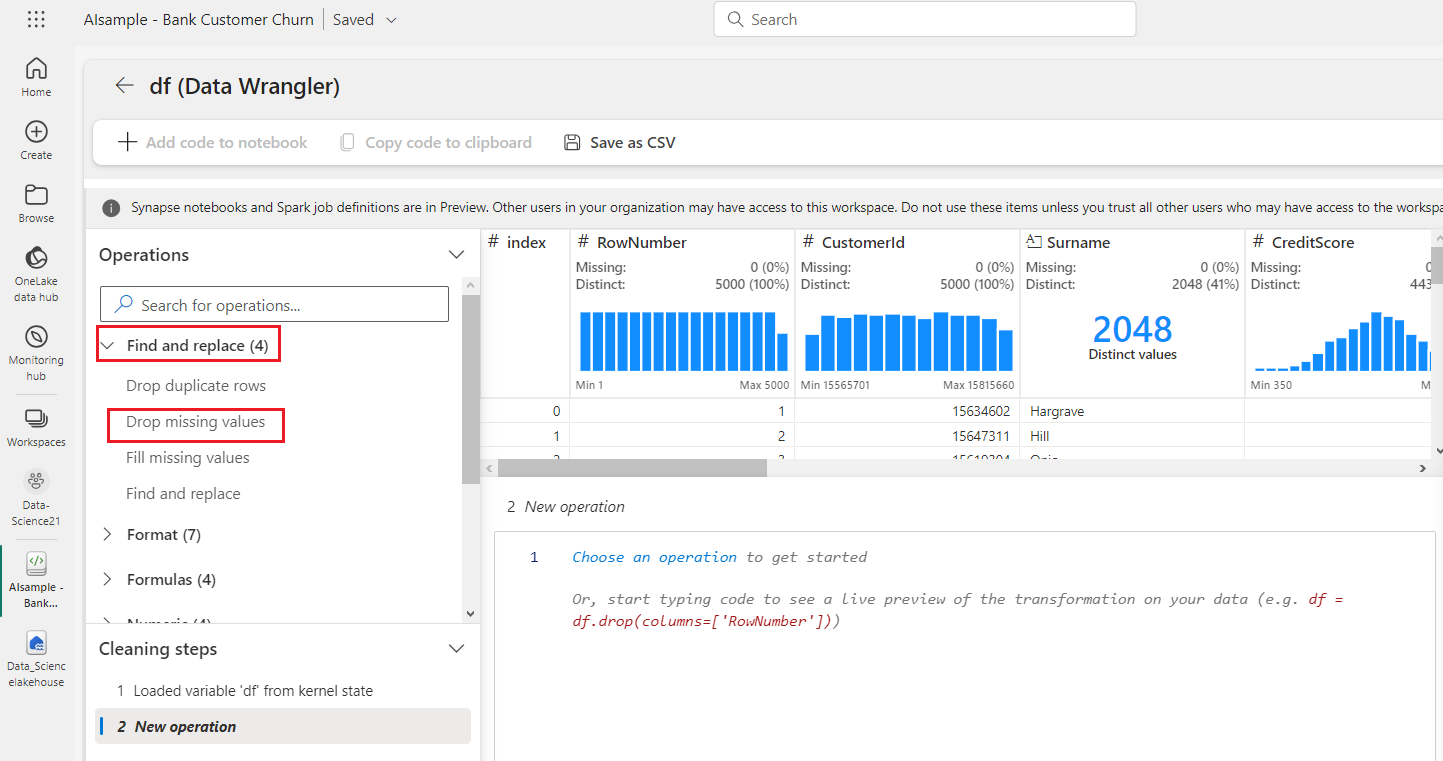 AIsample - Bank Customer Churn
Saved
Search
Home
Create
Browse
OneLake
data hub
Monitoring
hub
Workspaces
Data-
Science21
AIsample -
Bank...
Data_Scienc
elakehouse
df (Data Wrangler)
Add code to notebook
Copy code to clipboard
Save as CSV
Synapse notebooks and Spark job definitions are in Preview. Other users in your organization may have access to this workspace. Do not use these items unless you trust all other users who may have access to the workspa
Operations
Search for operations...
Find and replace (4)
Drop duplicate rows
Drop missing values
Fill missing values
Find and replace
Format (7)
Formulas (4)
Numeric (4)
Cleaning steps
1 Loaded variable 'df' from kernel state
2 New operation
# index
# RowNumber
Missing: 0 (0%)
Distinct: 5000 (100%)
Min 1 Max 5000
# CustomerId
Missing: 0 (0%)
Distinct: 5000 (100%)
Min 15565701 Max 15815660
A Surname
Missing: 0 (0%)
Distinct: 2048 (41%)
2048
Distinct values
# CreditScore
Missing: 0
Distinct: 443
Min 350 M
0 1 15634602 Hargrave
1 2 15647311 Hill
2 3 15619304 Onio
2 New operation
1 Choose an operation to get started
Or, start typing code to see a live preview of the transformation on your data (e.g. df =
df.drop(columns=['RowNumber']))